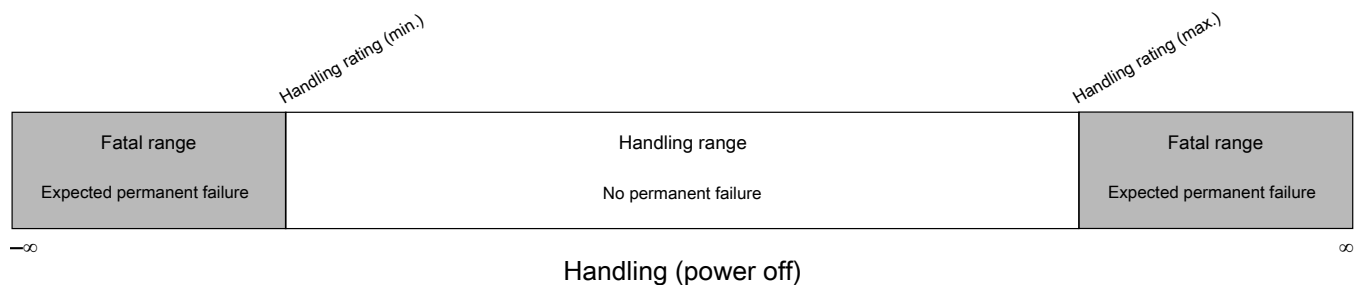 Handling rating (min.)
Handling rating (max.)
Fatal range
Handling range
Fatal range
Expected permanent failure
No permanent failure
Expected permanent failure
–∞
∞
Handling (power off)